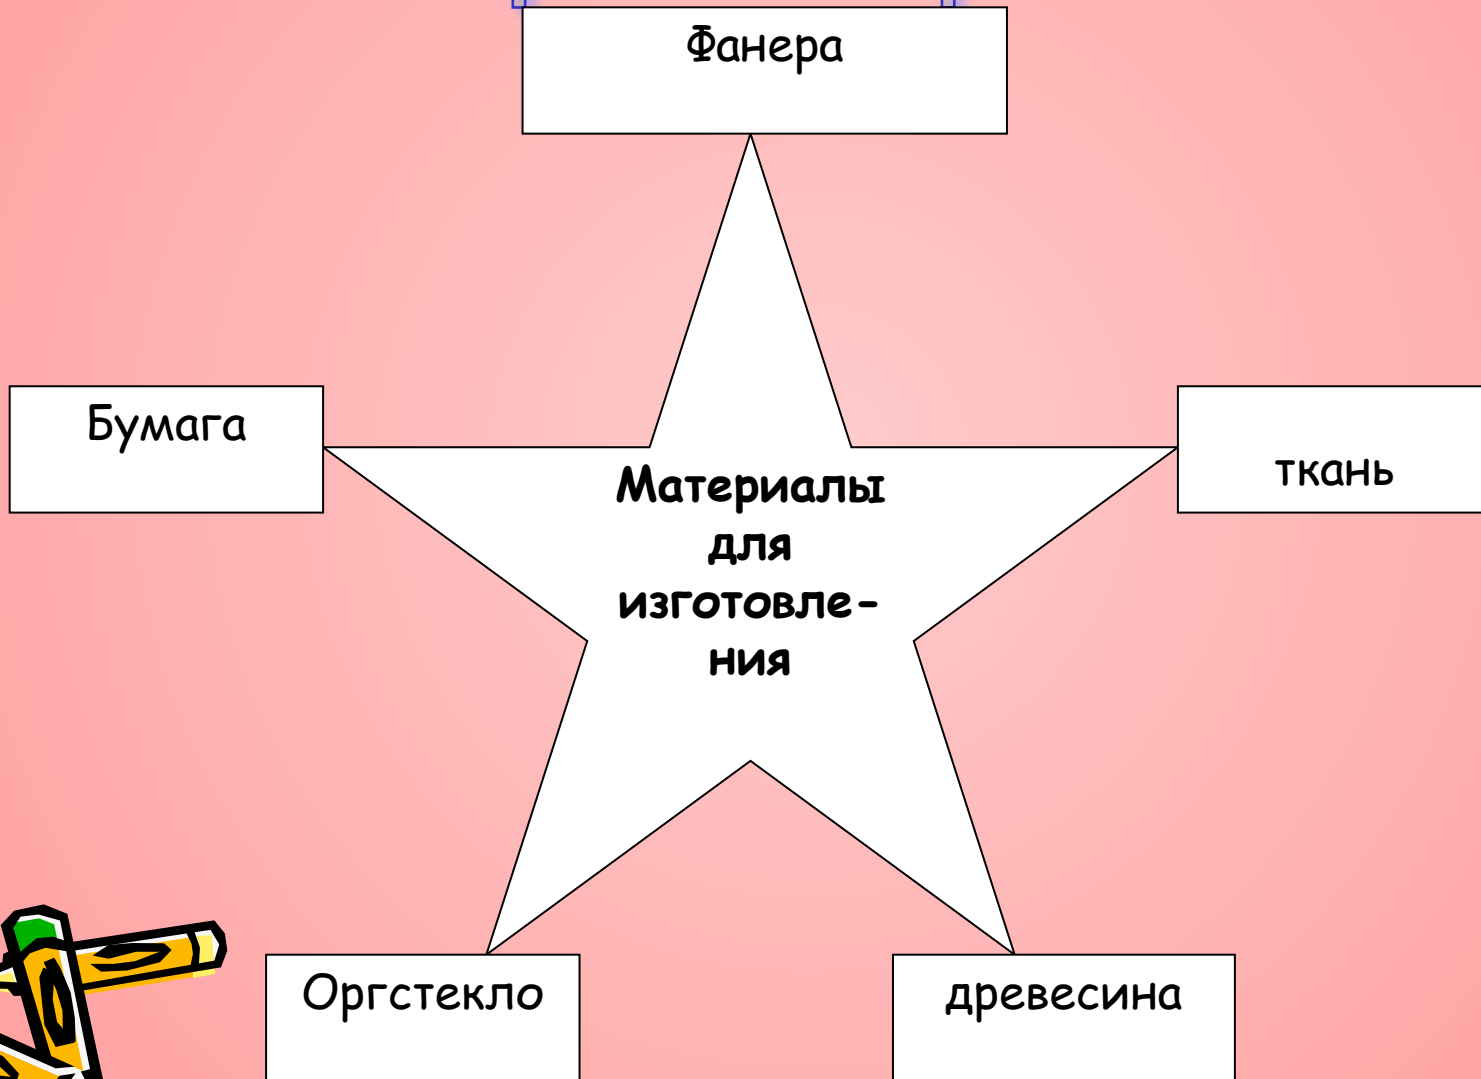 Фанера
Бумага
ткань
Материалы
для
изготовле-
ния
Оргстекло
древесина